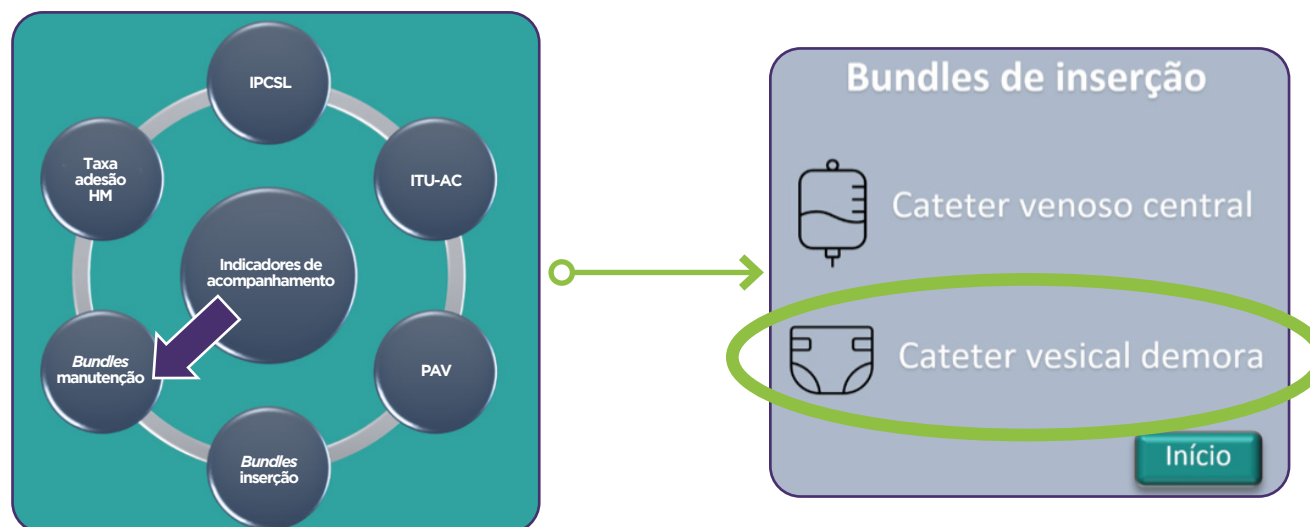 IPCSL
Taxa
adesão
HM
ITU-AC
Indicadores de
acompanhamento
Bundles
manutenção
PAV
Bundles
inserção
Bundles de inserção
Cateter venoso central
Cateter vesical demora
Início